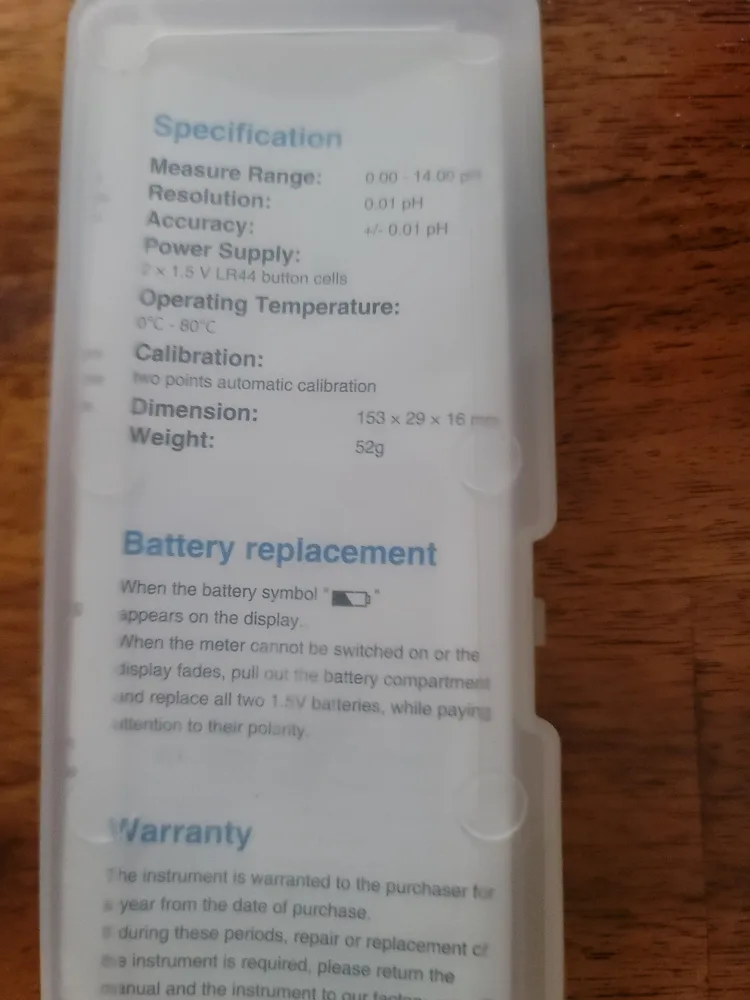 Specification
Measure Range: 0.00 - 14.00 pH
Resolution: 0.01 pH
Accuracy: +/- 0.01 pH
Power Supply:
2 x 1.5 V LR44 button cells
Operating Temperature:
0°C - 80°C
Calibration:
two points automatic calibration
Dimension: 153 x 29 x 16 mm
Weight: 52g
Battery replacement
When the battery symbol " "
appears on the display.
When the meter cannot be switched on or the
display fades, pull out the battery compartment
and replace all two 1.5V batteries, while paying
attention to their polarity.
Warranty
The instrument is warranted to the purchaser for
a year from the date of purchase.
during these periods, repair or replacement of
instrument is required, please return the
manual and the instrument to our